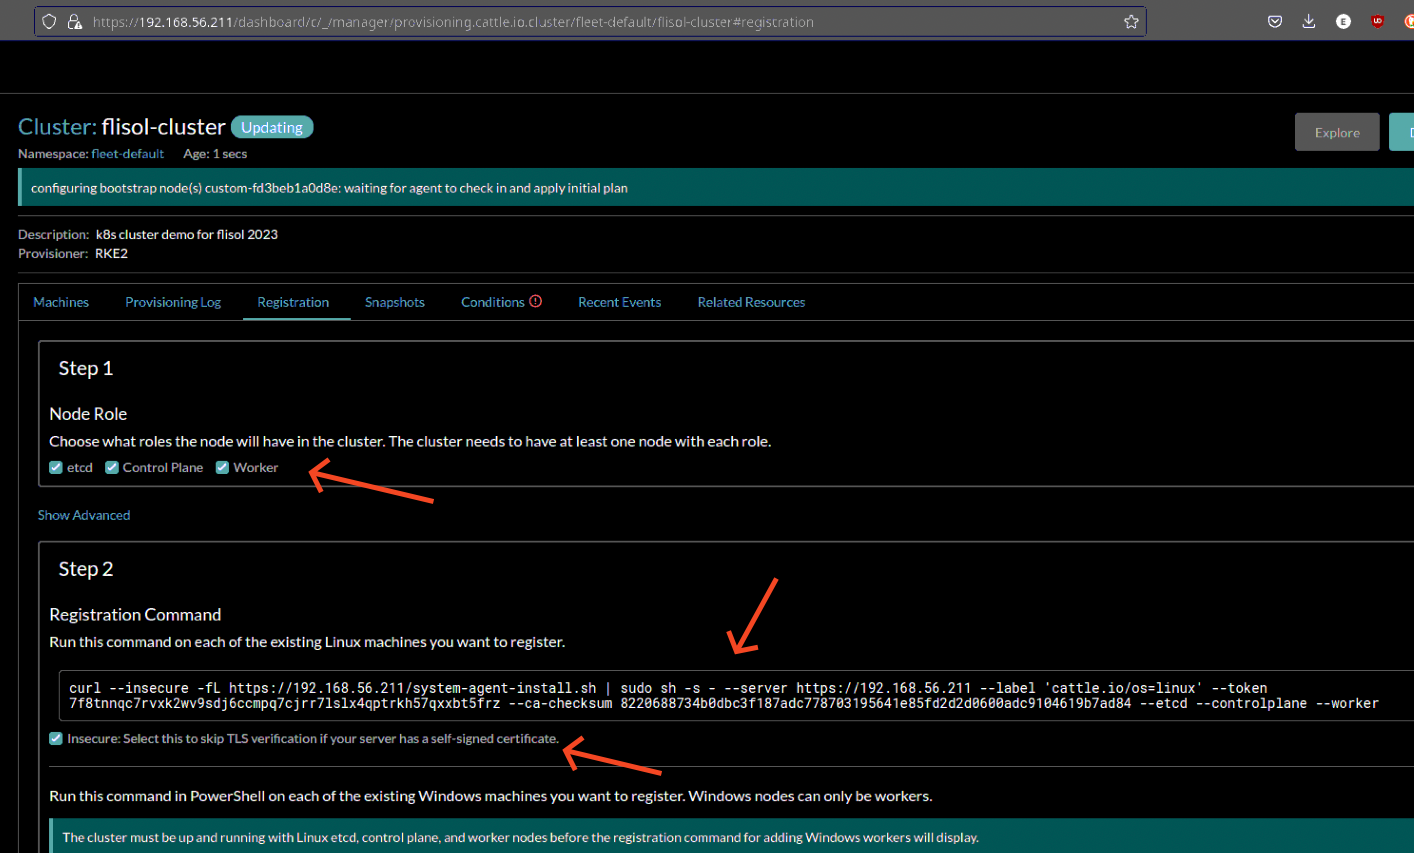 https://192.168.56.211/dashboard/c/_/manager/provisioning.cattle.io.cluster/fleet-default/flisol-cluster#registration
Cluster: flisol-cluster Updating
Explore
Namespace: fleet-default Age: 1 secs
configuring bootstrap node(s) custom-fd3beb1a0d8e: waiting for agent to check in and apply initial plan
Description: k8s cluster demo for flisol 2023
Provisioner: RKE2
Machines Provisioning Log Registration Snapshots Conditions Recent Events Related Resources
Step 1
Node Role
Choose what roles the node will have in the cluster. The cluster needs to have at least one node with each role.
etcd Control Plane Worker
Show Advanced
Step 2
Registration Command
Run this command on each of the existing Linux machines you want to register.
curl --insecure -fL https://192.168.56.211/system-agent-install.sh | sudo sh -s - --server https://192.168.56.211 --label 'cattle.io/os=linux' --token
7f8tnnqc7rvxk2wv9sdj6ccmpq7cjrr7lslx4qptrkh57qxxbt5frz --ca-checksum 8220688734b0dbc3f187adc778703195641e85fd2d2d0600adc9104619b7ad84 --etcd --controlplane --worker
Insecure: Select this to skip TLS verification if your server has a self-signed certificate.
Run this command in PowerShell on each of the existing Windows machines you want to register. Windows nodes can only be workers.
The cluster must be up and running with Linux etcd, control plane, and worker nodes before the registration command for adding Windows workers will display.